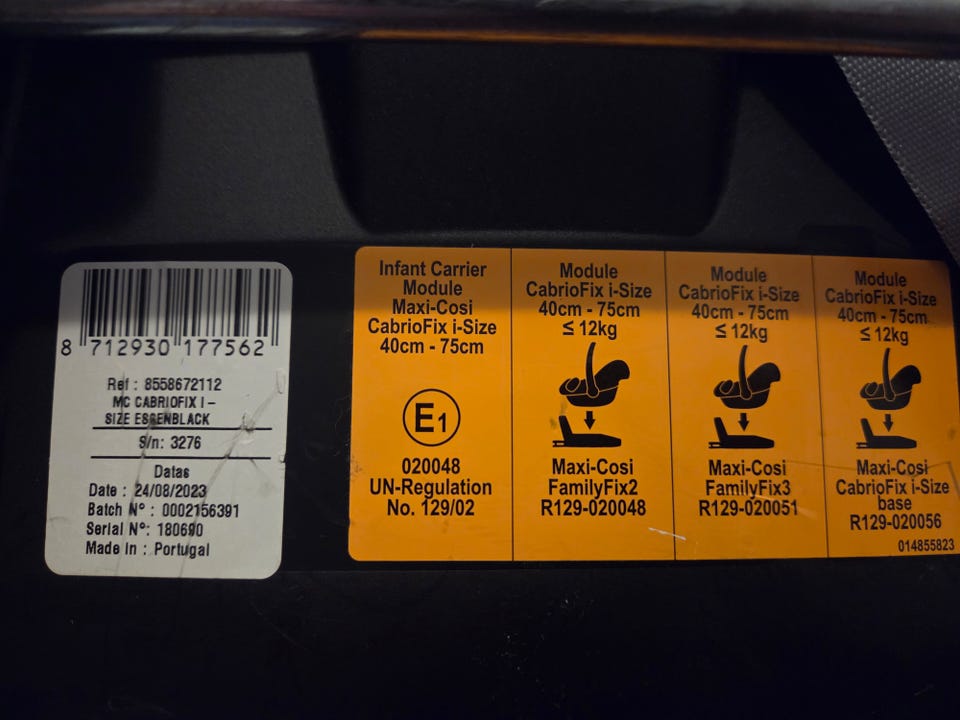 8 712930 177562
Ref : 8558672112
MC CABRIOFIX I -
SIZE ESSENBLACK
S/n: 3276
Datas
Date : 24/08/2023
Batch N° : 0002156391
Serial N°: 180690
Made in : Portugal
Infant Carrier
Module
Maxi-Cosi
CabrioFix i-Size
40cm - 75cm
E1
020048
UN-Regulation
No. 129/02
Module
CabrioFix i-Size
40cm - 75cm
≤ 12kg
Maxi-Cosi
FamilyFix2
R129-020048
Module
CabrioFix i-Size
40cm - 75cm
≤ 12kg
Maxi-Cosi
FamilyFix3
R129-020051
Module
CabrioFix i-Size
40cm - 75cm
≤ 12kg
Maxi-Cosi
CabrioFix i-Size
base
R129-020056
014855823